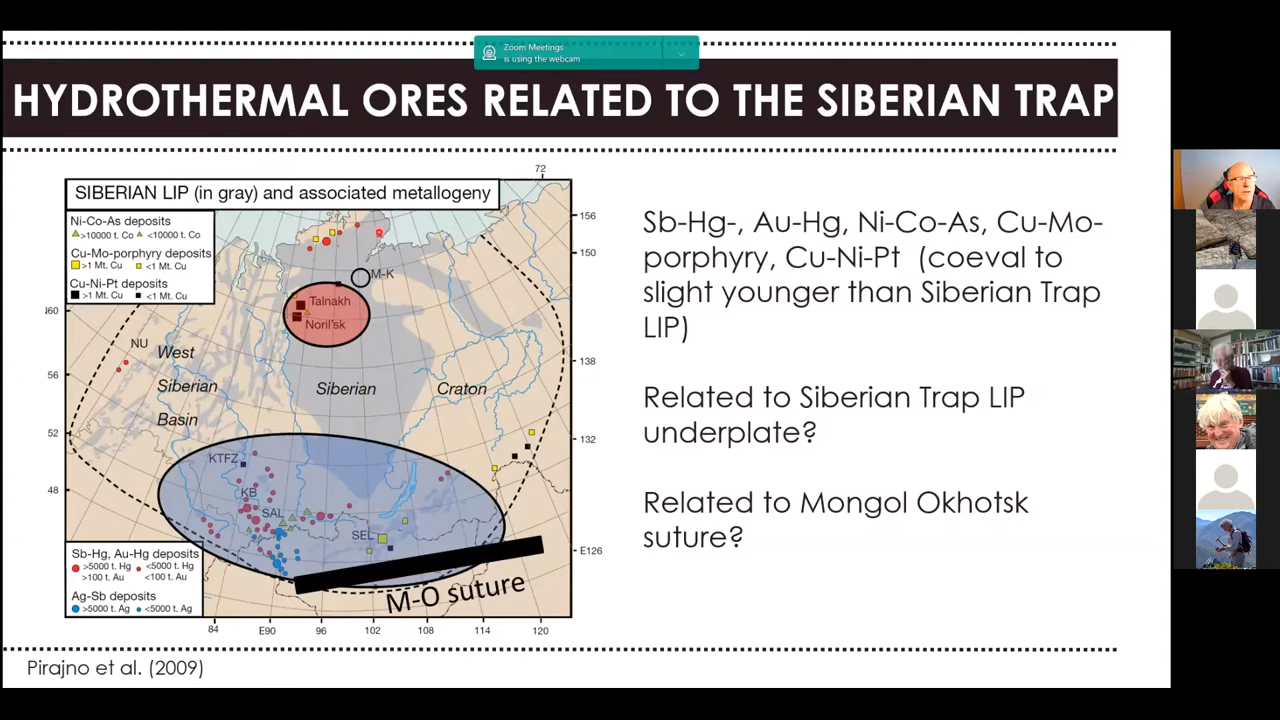 Zoom Meetings
is using the webcam
HYDROTHERMAL ORES RELATED TO THE SIBERIAN TRAP
SIBERIAN LIP (in gray) and associated metallogeny
72
Ni-Co-As deposits
>10000 t. Co <10000 t. Co
Cu-Mo-porphyry deposits
>1 Mt. Cu <1 Mt. Cu
Cu-Ni-Pt deposits
>1 Mt. Cu <1 Mt. Cu
156
150
M-K
Talnakh
Noril'sk
l60
NU
West
Siberian
Basin
Siberian
Craton
138
56
52
132
48
KTFZ
KB
SAL
SEL
E126
Sb-Hg, Au-Hg deposits
>5000 t. Hg <5000 t. Hg
>100 t. Au <100 t. Au
Ag-Sb deposits
>5000 t. Ag <5000 t. Ag
M-O suture
84 E90 96 102 108 114 120
Sb-Hg-, Au-Hg, Ni-Co-As, Cu-Mo-
porphyry, Cu-Ni-Pt (coeval to
slight younger than Siberian Trap
LIP)
Related to Siberian Trap LIP
underplate?
Related to Mongol Okhotsk
suture?
Pirajno et al. (2009)